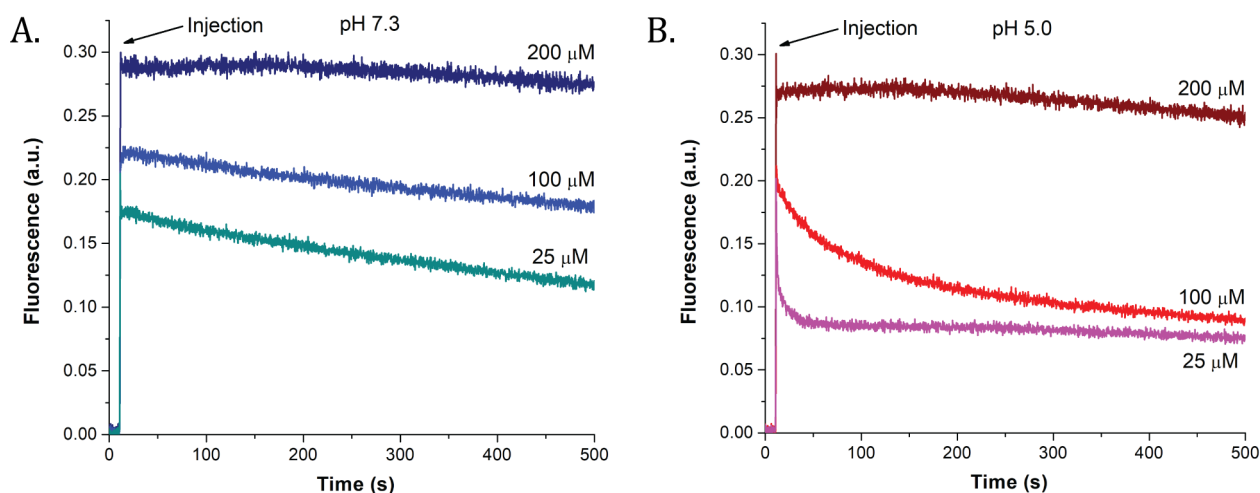 A.
Injection
pH 7.3
0.30
0.25
0.20
0.15
0.10
0.05
0.00
Fluorescence (a.u.)
200 μM
100 μM
25 μM
0
100
200
300
400
500
Time (s)
B.
Injection
pH 5.0
0.30
0.25
0.20
0.15
0.10
0.05
0.00
Fluorescence (a.u.)
200 μM
100 μM
25 μM
0
100
200
300
400
500
Time (s)